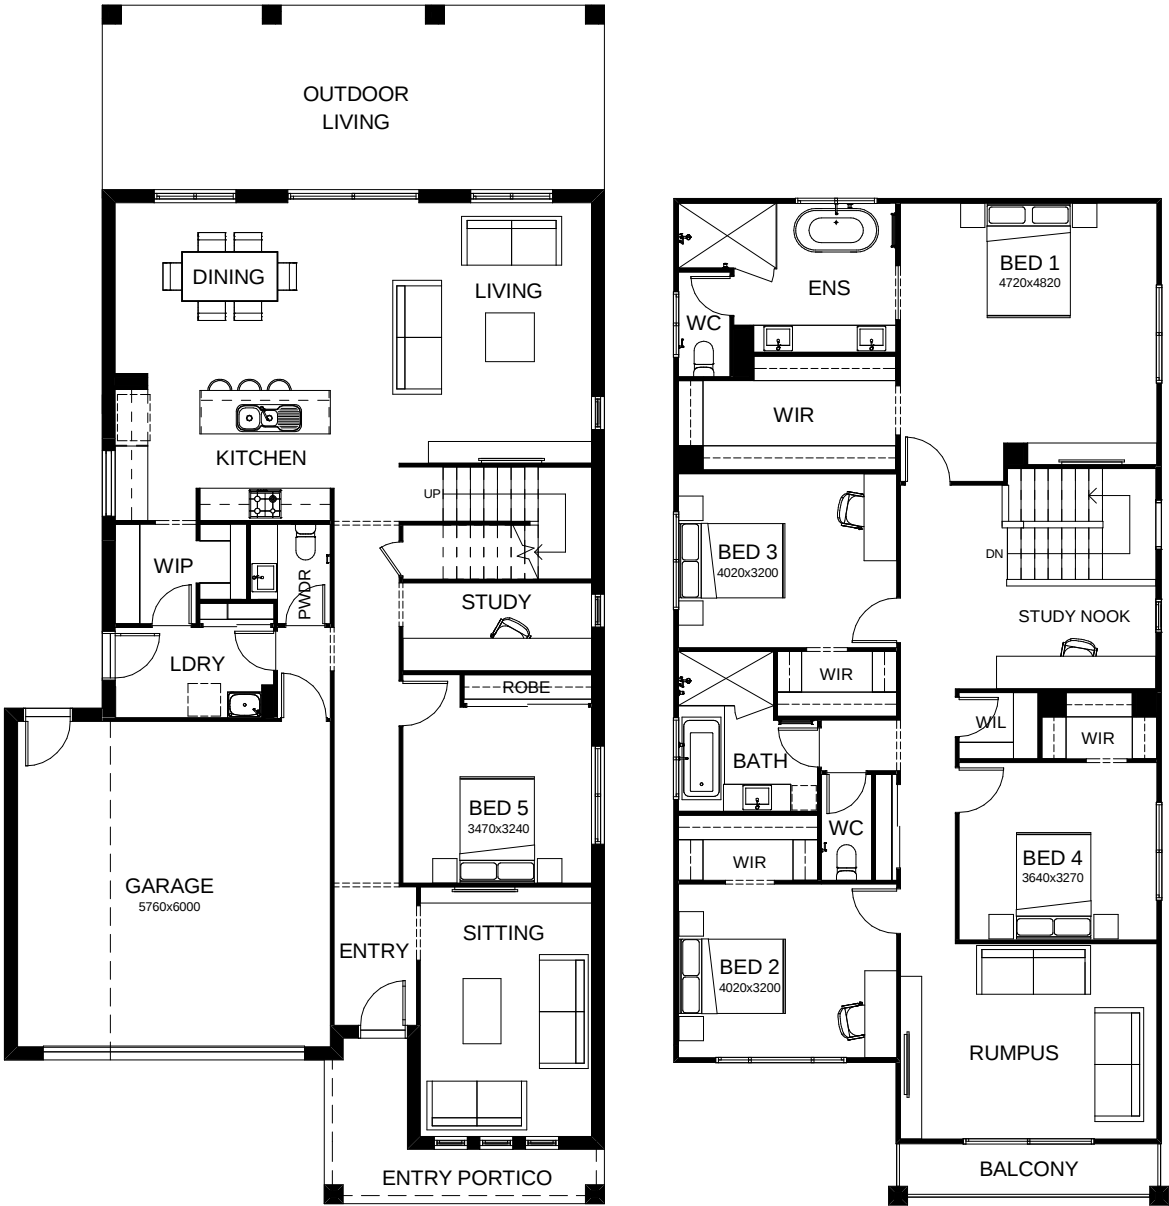 OUTDOOR
LIVING
DINING
LIVING
KITCHEN
UP
WIP
PWDR
STUDY
LDRY
ROBE
BED 5
3470x3240
GARAGE
5760x6000
SITTING
ENTRY
ENTRY PORTICO
BED 1
4720x4820
ENS
WC
WIR
BED 3
4020x3200
DN
STUDY NOOK
WIR
WIL
WIR
BATH
WC
WIR
BED 4
3640x3270
BED 2
4020x3200
RUMPUS
BALCONY